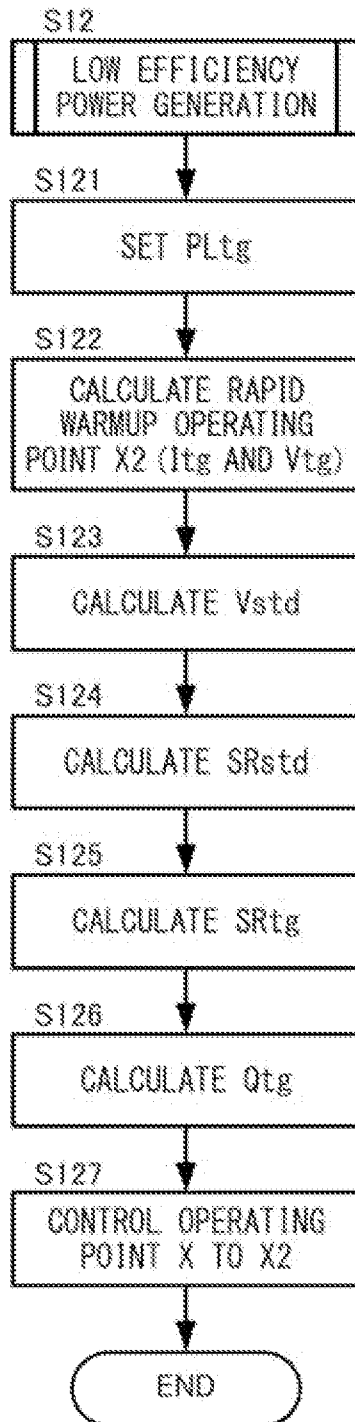 S12
LOW EFFICIENCY
POWER GENERATION
S121
SET PLtg
S122
CALCULATE RAPID
WARMUP OPERATING
POINT X2 (Itg AND Vtg)
S123
CALCULATE Vstd
S124
CALCULATE SRstd
S125
CALCULATE SRtg
S126
CALCULATE Qtg
S127
CONTROL OPERATING
POINT X TO X2
END